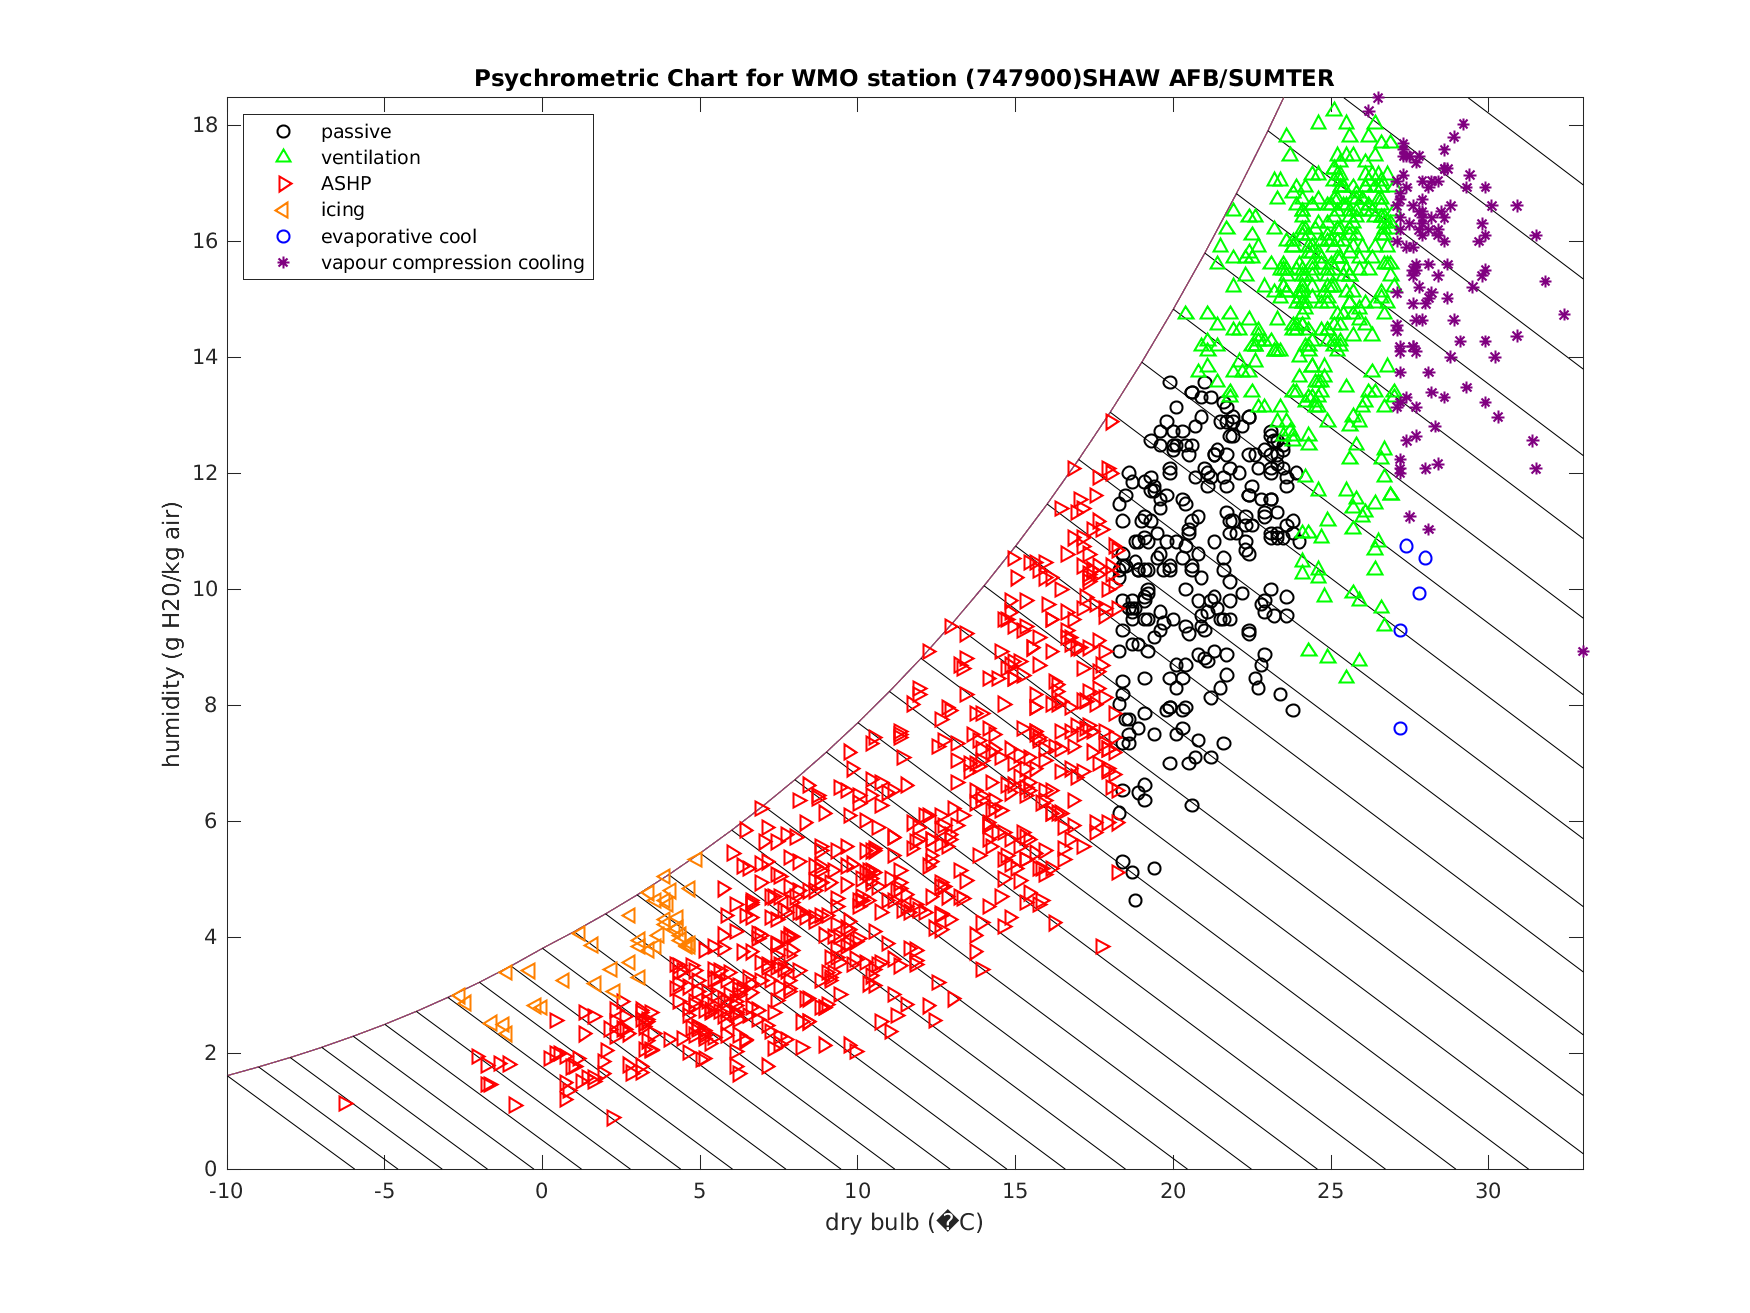 Psychrometric Chart for WMO station (747900)SHAW AFB/SUMTER
passive
ventilation
ASHP
icing
evaporative cool
vapour compression cooling
humidity (g H20/kg air)
18
16
14
12
10
8
6
4
2
0
-10 -5 0 5 10 15 20 25 30
dry bulb (�C)